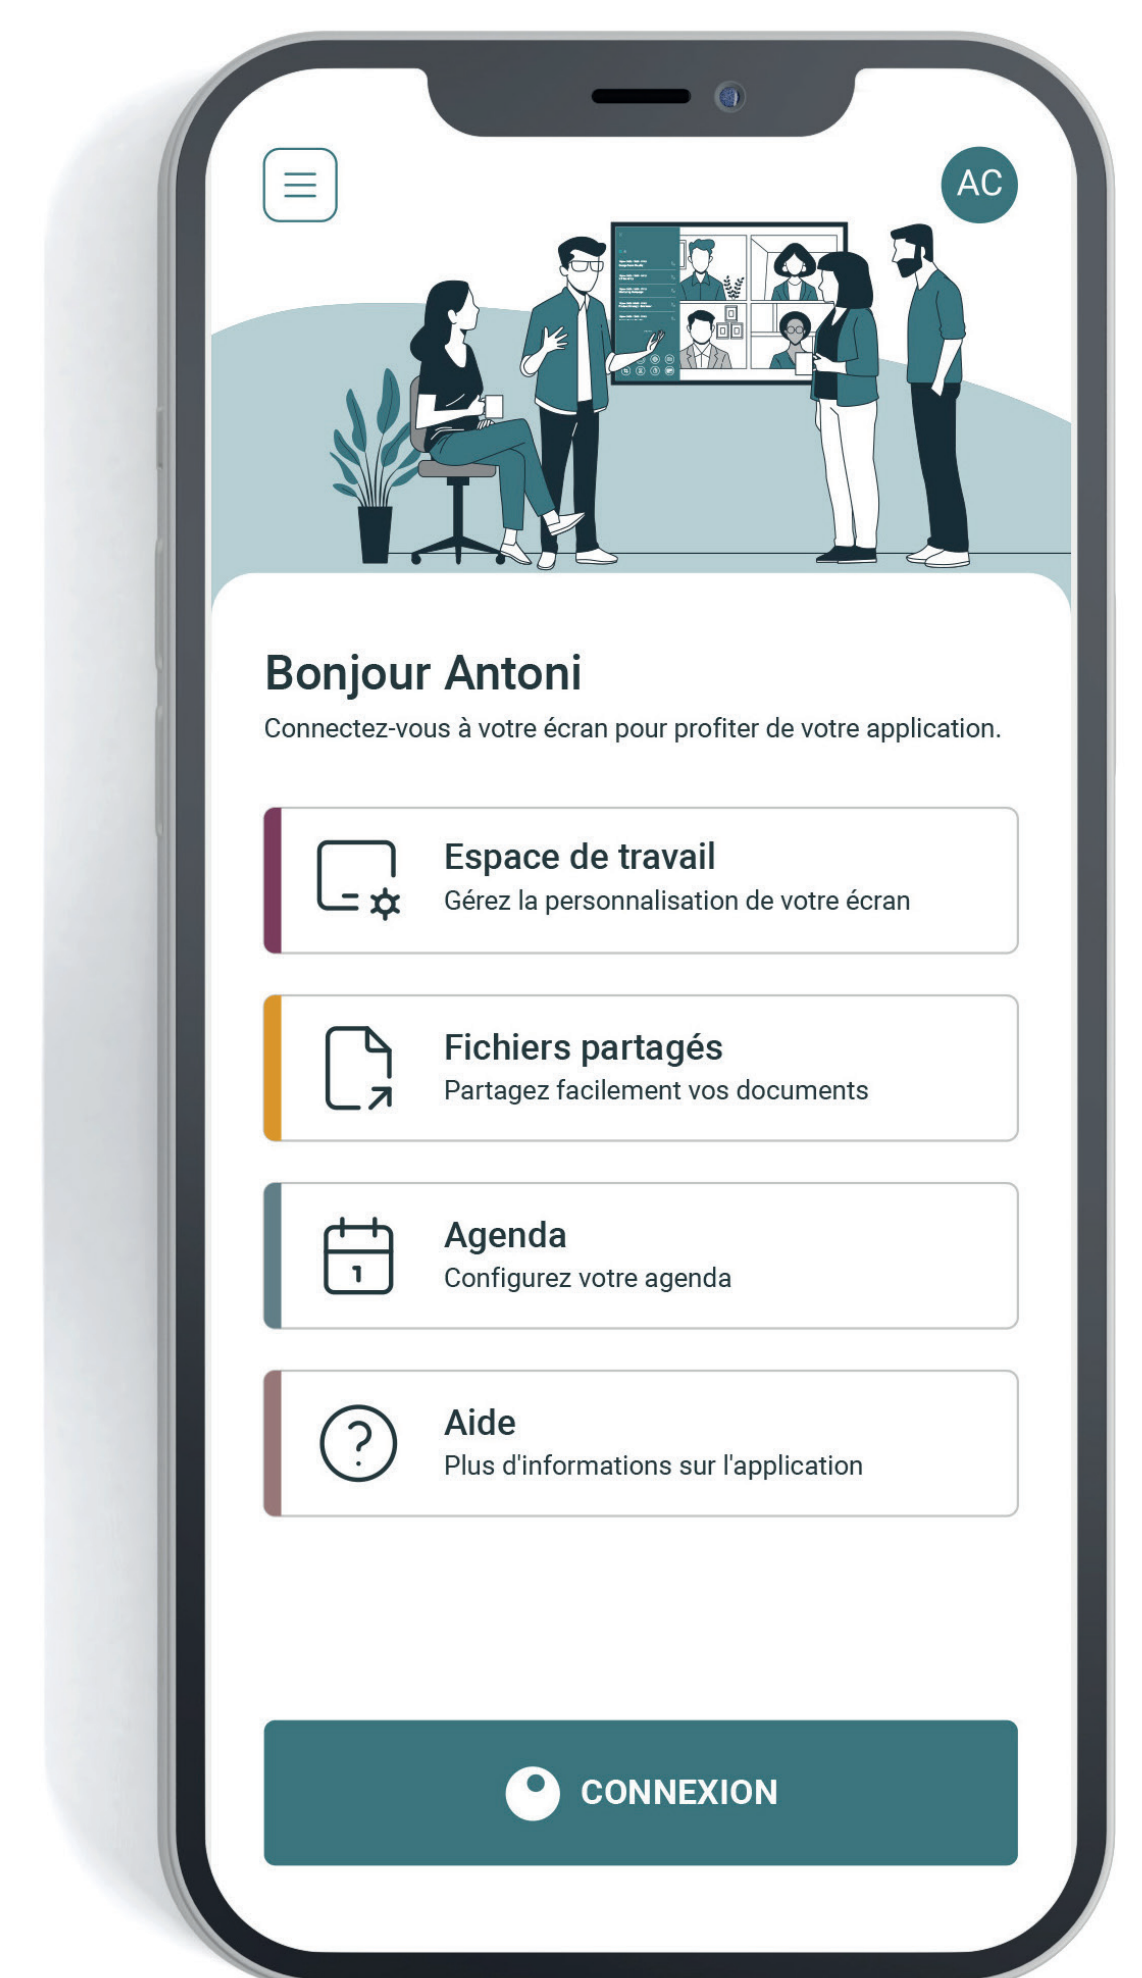 AC
Bonjour Antoni
Connectez-vous à votre écran pour profiter de votre application.
Espace de travail
Gérez la personnalisation de votre écran
Fichiers partagés
Partagez facilement vos documents
Agenda
1
Configurez votre agenda
Aide
?
Plus d'informations sur l'application
CONNEXION